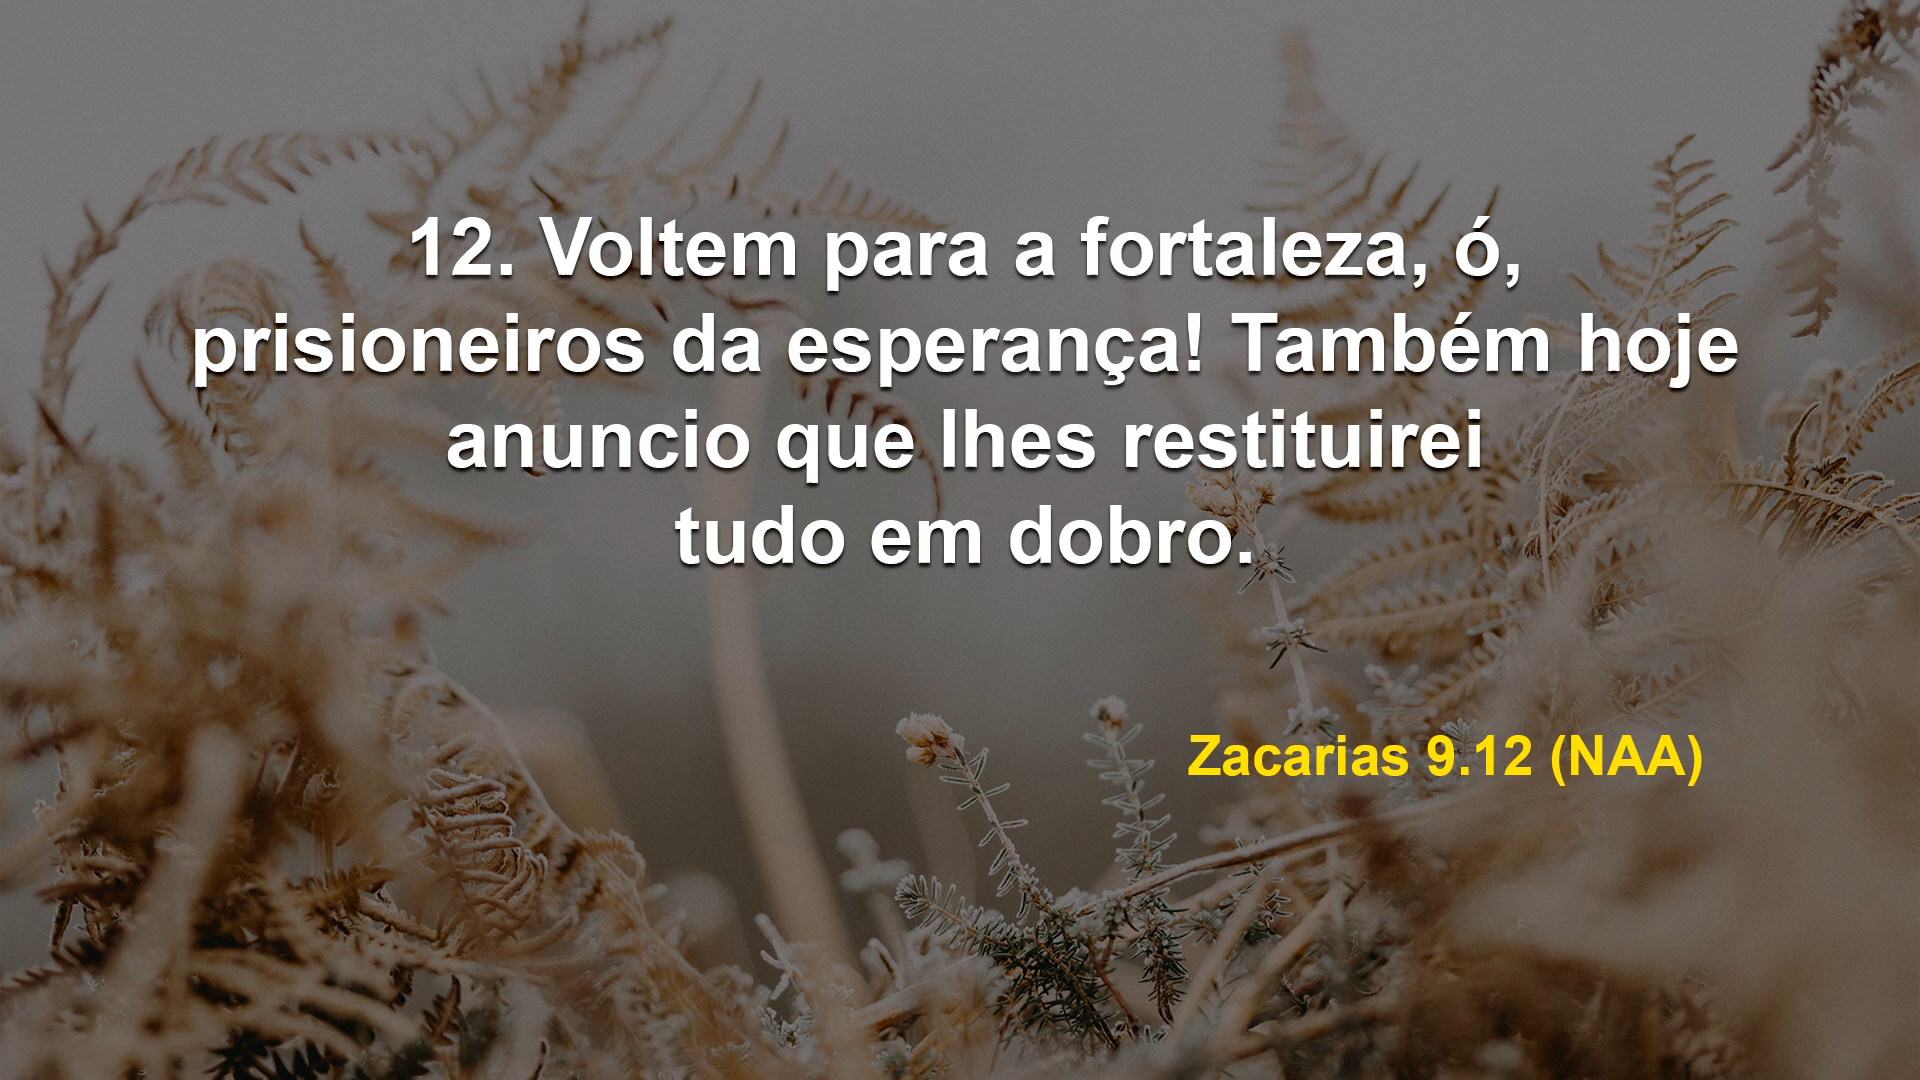 12. Voltem para a fortaleza, ó,
prisioneiros da esperança! Também hoje
anuncio que lhes restituirei
tudo em dobro.
Zacarias 9.12 (NAA)